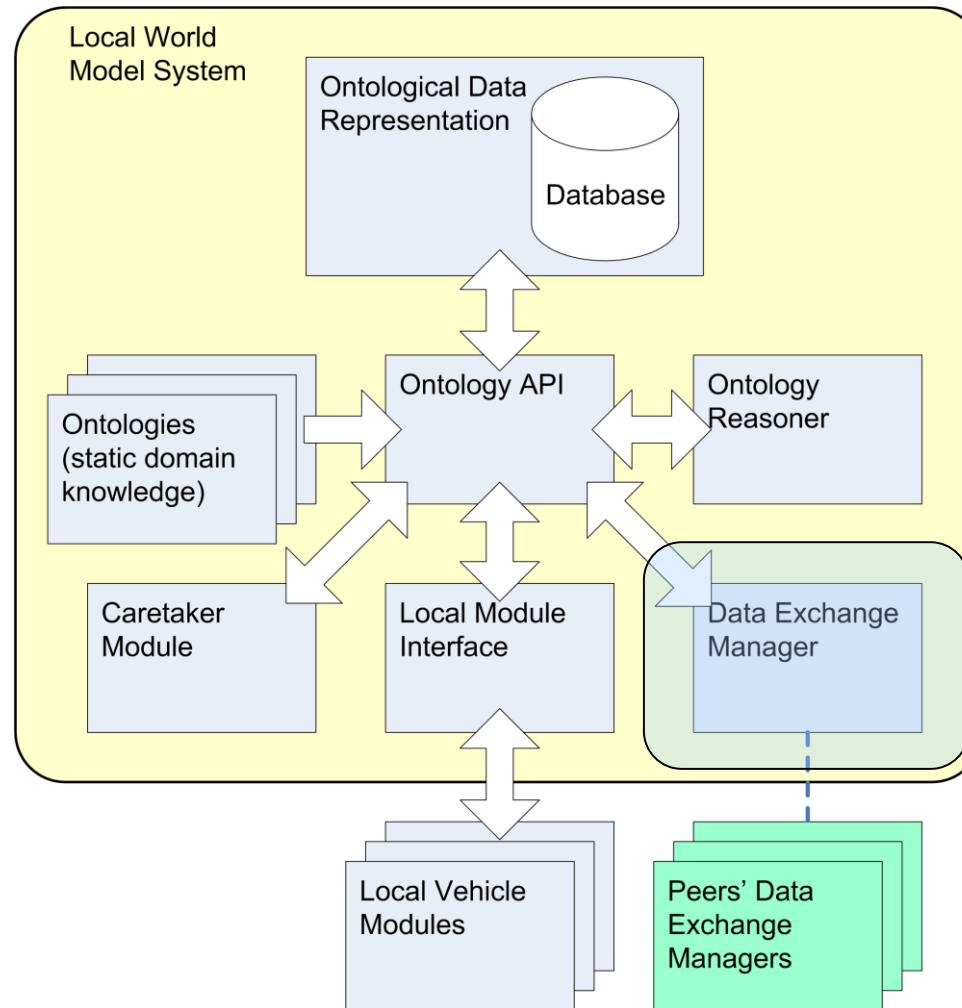 Local World
Model System
Ontological Data
Representation
Database
Ontologies
(static domain
knowledge)
Ontology API
Ontology
Reasoner
Caretaker
Module
Local Module
Interface
Data Exchange
Manager
Local Vehicle
Modules
Peers’ Data
Exchange
Managers